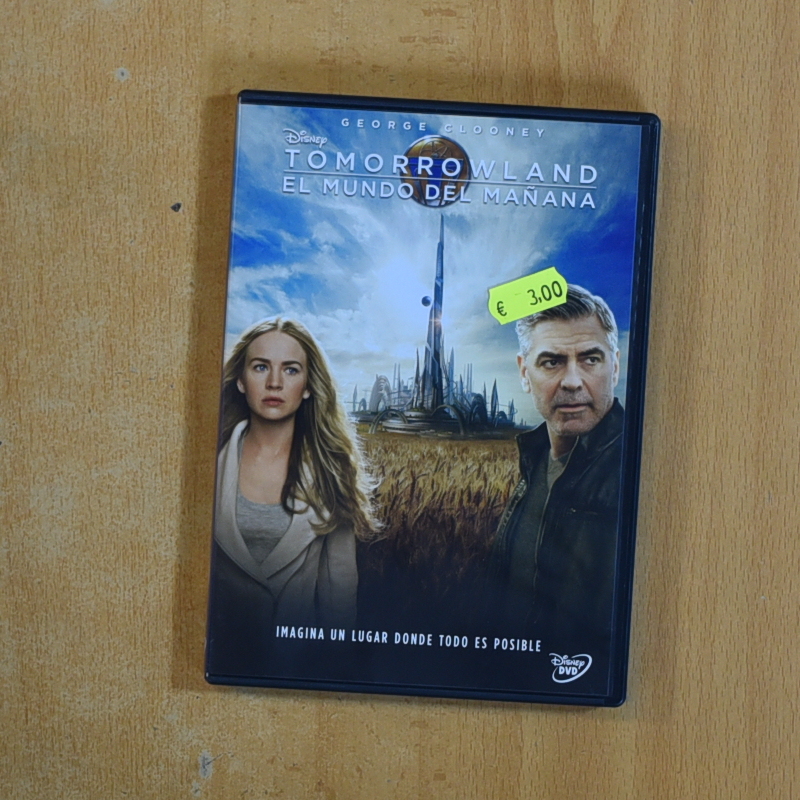 GEORGE CLOONEY
Disney
TOMORROWLAND
EL MUNDO DEL MAÑANA
€ 3,00
IMAGINA UN LUGAR DONDE TODO ES POSIBLE
Disney
DVD